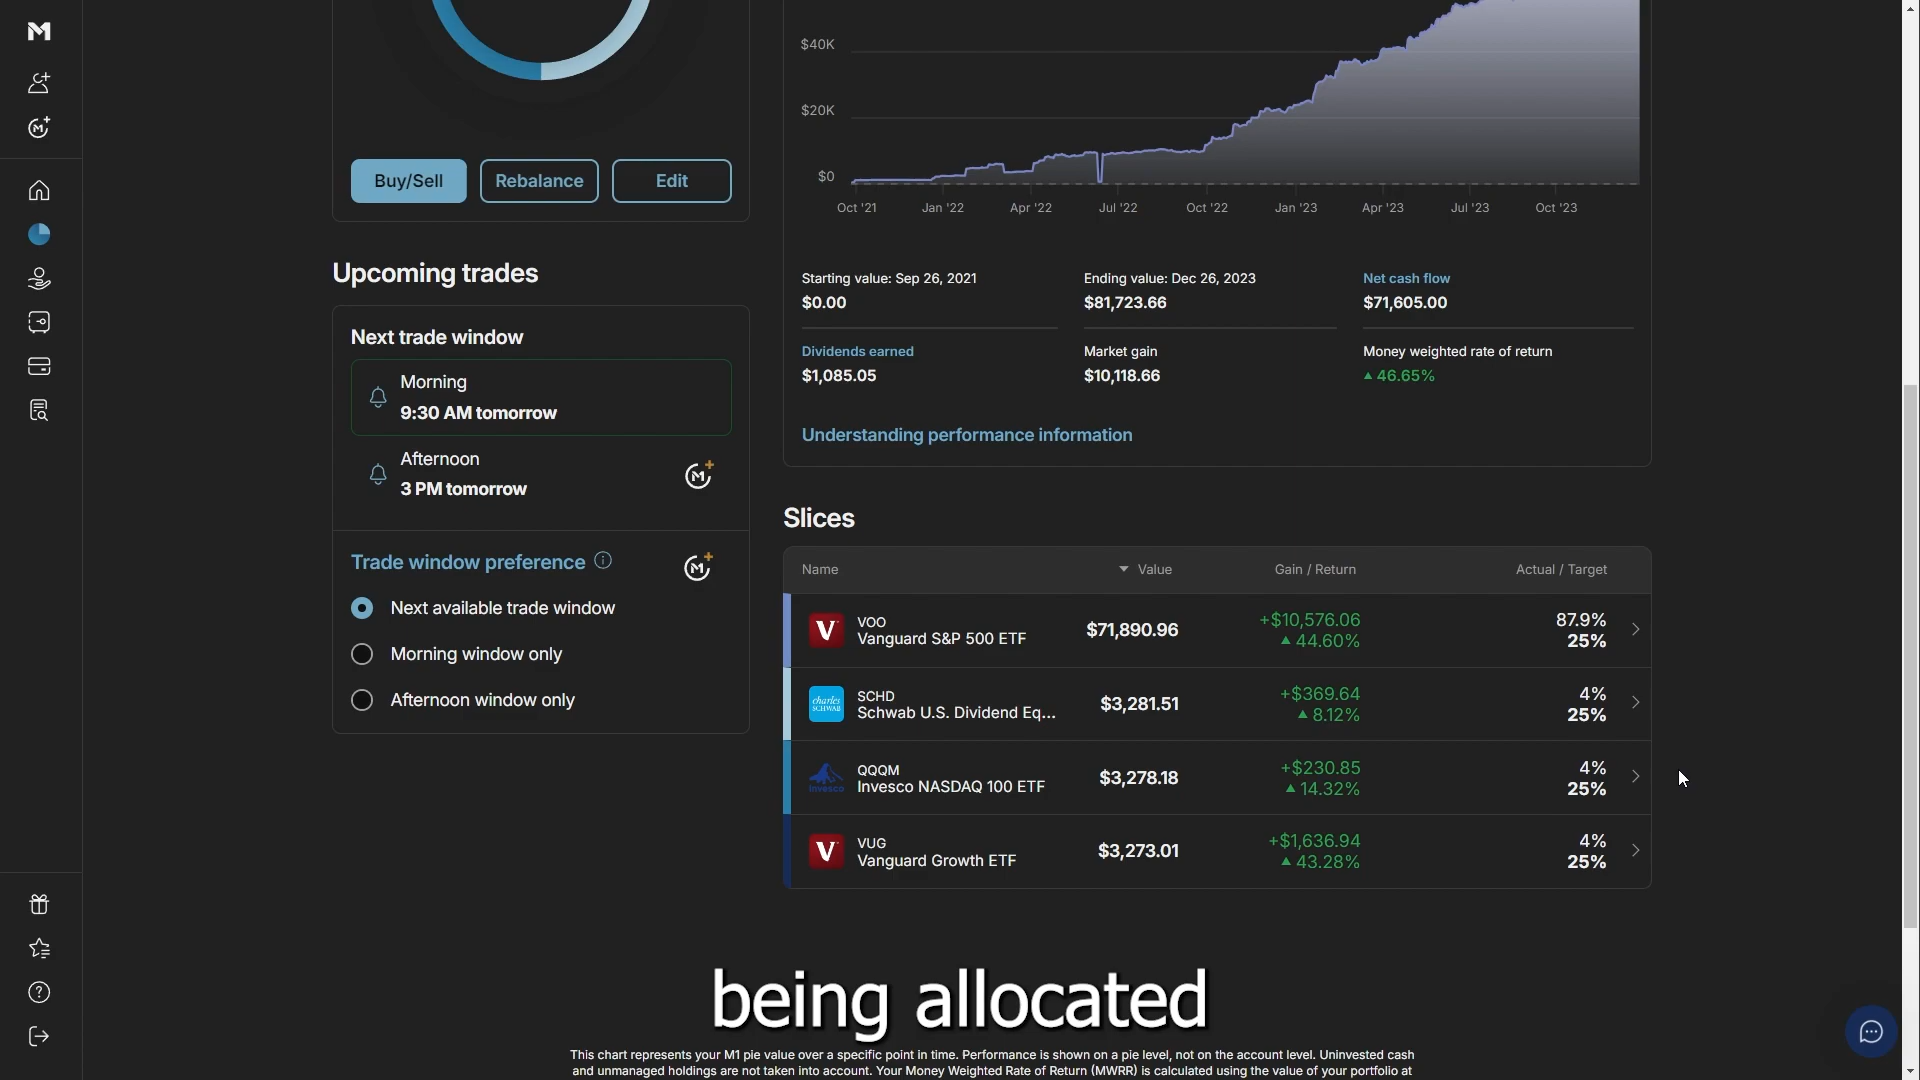 $40K
$20K
$0
Oct '21 Jan '22 Apr '22 Jul '22 Oct '22 Jan '23 Apr '23 Jul '23 Oct '23
Buy/Sell Rebalance Edit
Upcoming trades
Next trade window
Morning
9:30 AM tomorrow
Afternoon
3 PM tomorrow
Trade window preference
Next available trade window
Morning window only
Afternoon window only
Starting value: Sep 26, 2021 Ending value: Dec 26, 2023 Net cash flow
$0.00 $81,723.66 $71,605.00
Dividends earned Market gain Money weighted rate of return
$1,085.05 $10,118.66 46.65%
Understanding performance information
Slices
Name Value Gain / Return Actual / Target
VOO
Vanguard S&P 500 ETF
$71,890.96
+$10,576.06
44.60%
87.9%
25%
charles
SCHWAB
SCHD
Schwab U.S. Dividend Eq...
$3,281.51
+$369.64
8.12%
4%
25%
Invesco
QQQM
Invesco NASDAQ 100 ETF
$3,278.18
+$230.85
14.32%
4%
25%
VUG
Vanguard Growth ETF
$3,273.01
+$1,636.94
43.28%
4%
25%
being allocated
This chart represents your M1 pie value over a specific point in time. Performance is shown on a pie level, not on the account level. Uninvested cash
and unmanaged holdings are not taken into account. Your Money Weighted Rate of Return (MWRR) is calculated using the value of your portfolio at